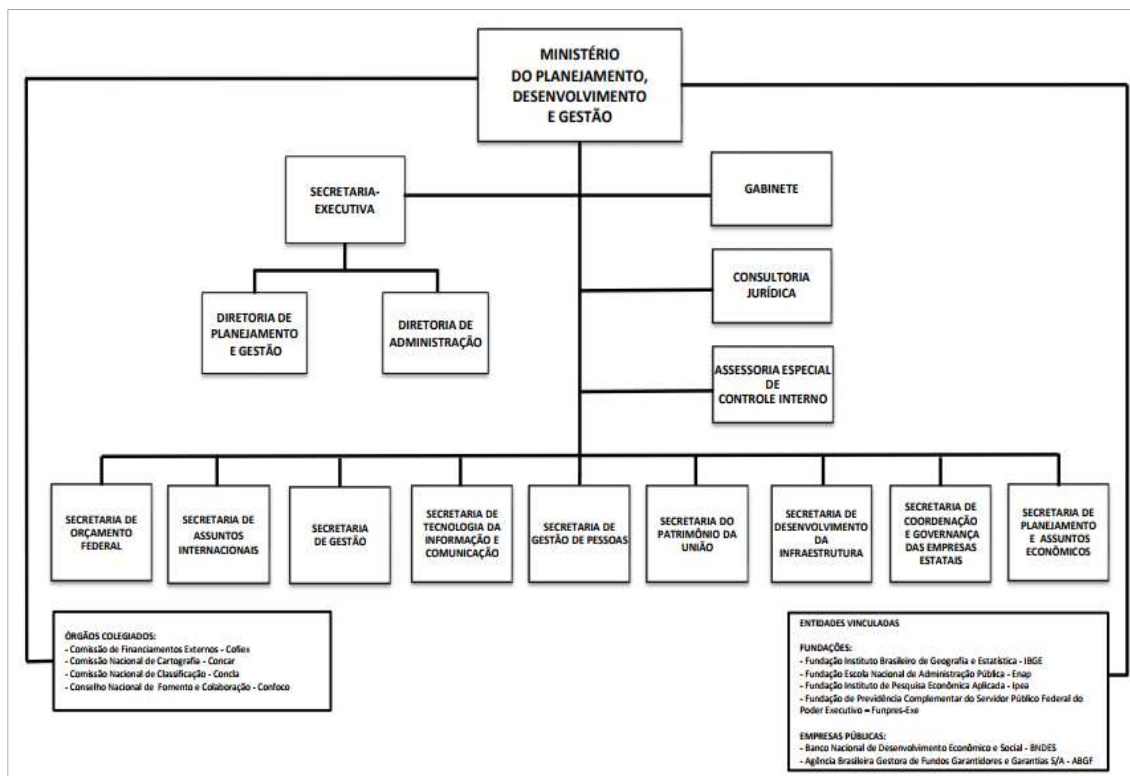 MINISTÉRIO
DO PLANEJAMENTO,
DESENVOLVIMENTO
E GESTÃO
SECRETARIA-
EXECUTIVA
GABINETE
DIRETORIA DE
PLANEJAMENTO
E GESTÃO
DIRETORIA DE
ADMINISTRAÇÃO
CONSULTORIA
JURÍDICA
ASSESSORIA ESPECIAL
DE
CONTROLE INTERNO
SECRETARIA DE
ORÇAMENTO
FEDERAL
SECRETARIA DE
ASSUNTOS
INTERNACIONAIS
SECRETARIA
DE GESTÃO
SECRETARIA DE
TECNOLOGIA DA
INFORMAÇÃO E
COMUNICAÇÃO
SECRETARIA DE
GESTÃO DE PESSOAS
SECRETARIA DO
PATRIMÔNIO DA
UNIÃO
SECRETARIA DE
DESENVOLVIMENTO
DA
INFRAESTRUTURA
SECRETARIA DE
COORDENAÇÃO
E GOVERNANÇA
DAS EMPRESAS
ESTATAIS
SECRETARIA DE
PLANEJAMENTO
E ASSUNTOS
ECONÔMICOS
ÓRGÃOS COLEGIADOS:
- Comissão de Financiamentos Externos - Cofiex
- Comissão Nacional de Cartografia - Concar
- Comissão Nacional de Classificação - Concla
- Conselho Nacional de Fomento e Colaboração - Confoco
ENTIDADES VINCULADAS
FUNDAÇÕES:
- Fundação Instituto Brasileiro de Geografia e Estatística - IBGE
- Fundação Escola Nacional de Administração Pública - Enap
- Fundação Instituto de Pesquisa Econômica Aplicada - Ipea
- Fundação de Previdência Complementar do Servidor Público Federal do
Poder Executivo – Funpres-Exe
EMPRESAS PÚBLICAS:
- Banco Nacional de Desenvolvimento Econômico e Social - BNDES
- Agência Brasileira Gestora de Fundos Garantidores e Garantias S/A - ABGF